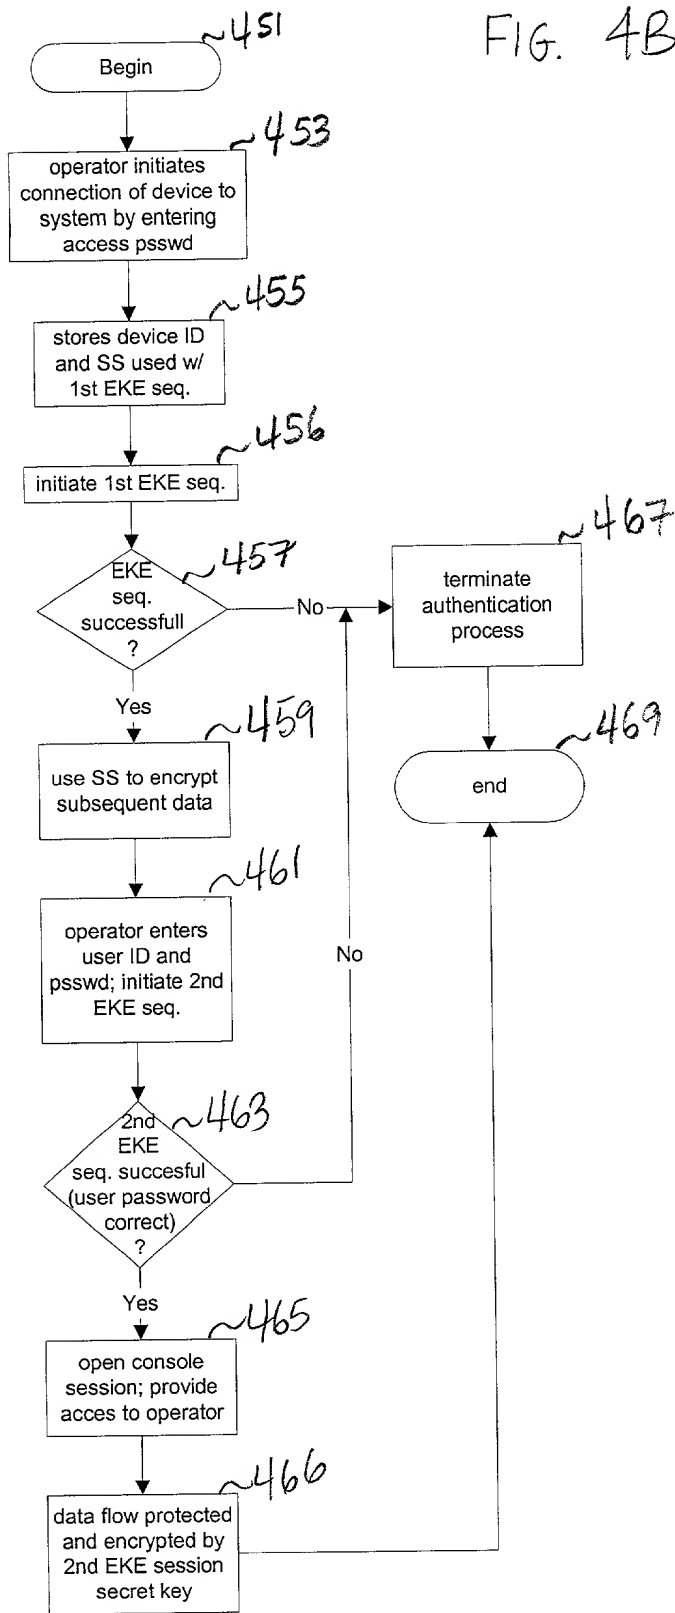 FIG. 4B
~451
Begin
~453
operator initiates
connection of device to
system by entering
access psswd
~455
stores device ID
and SS used w/
1st EKE seq.
~456
initiate 1st EKE seq.
~457
EKE
seq.
successfull
?
No
~467
terminate
authentication
process
Yes
~459
use SS to encrypt
subsequent data
~469
end
~461
operator enters
user ID and
psswd; initiate 2nd
EKE seq.
No
~463
2nd
EKE
seq. succesful
(user password
correct)
?
Yes
~465
open console
session; provide
acces to operator
~466
data flow protected
and encrypted by
2nd EKE session
secret key